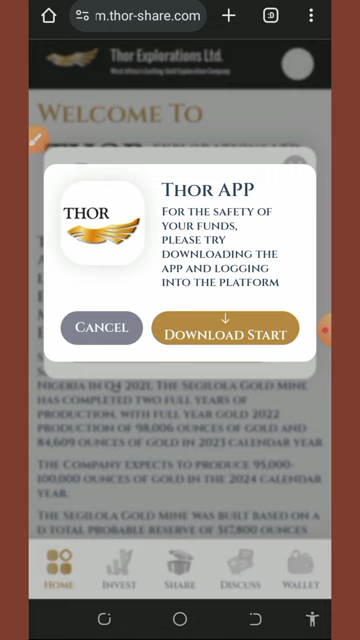 m.thor-share.com
:D
Thor Explorations Ltd.
West Africa's Leading Gold Exploration Company
Welcome To
THOR
Thor APP
For the safety of
your funds,
please try
downloading the
app and logging
into the platform
Cancel
Download Start
Nigeria in Q4 2021, the Segilola Gold Mine
has completed two full years of
production, with full year gold 2022
production of 98,006 ounces of gold and
84,609 ounces of gold in 2023 calendar year
The Company expects to produce 95,000-
100,000 ounces of gold in the 2024 calendar
year.
The Segilola Gold Mine was built based on a
d total probable reserve of 517,800 ounces
Home Invest Share Discuss Wallet